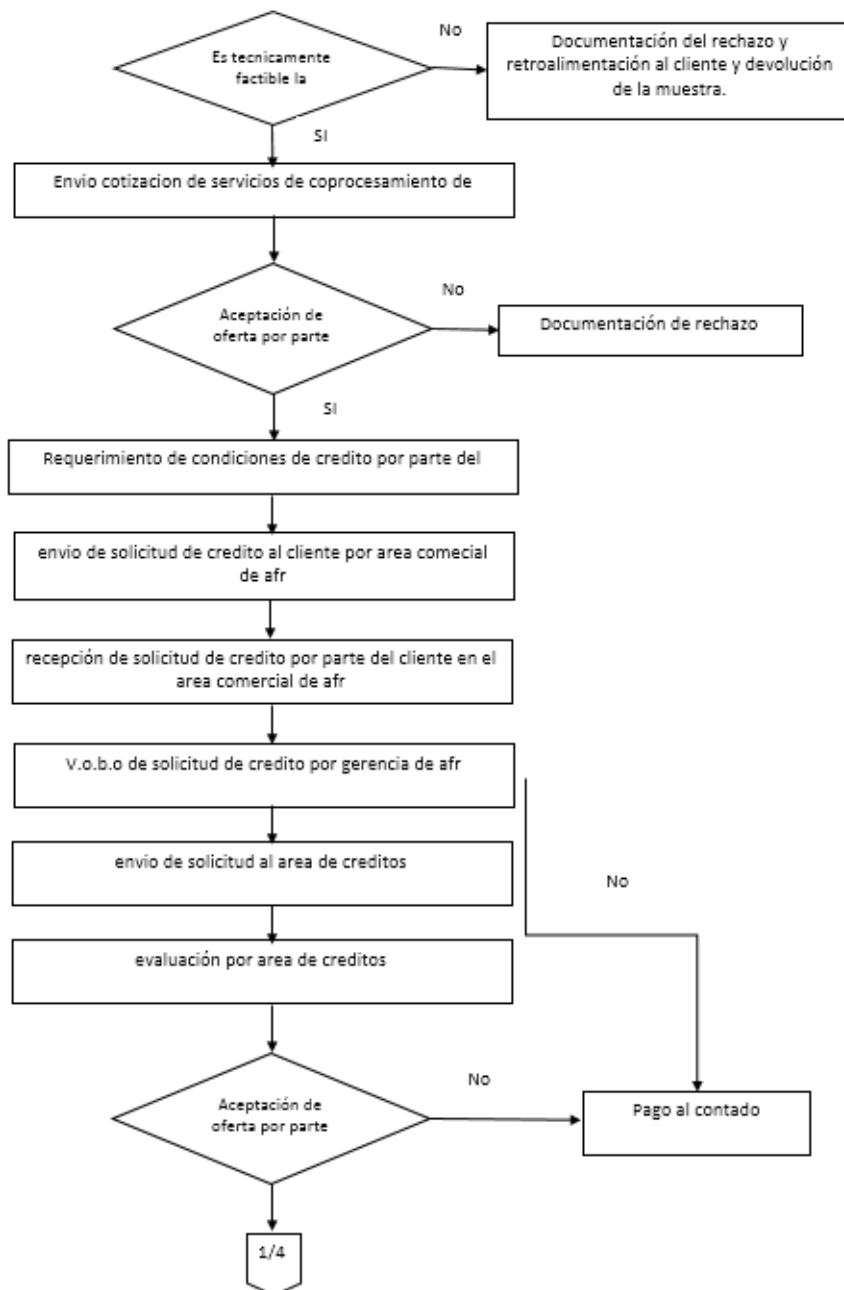 No
Es tecnicamente
factible la
Documentación del rechazo y
retroalimentación al cliente y devolución
de la muestra.
SI
Envio cotizacion de servicios de coprocesamiento de
No
Aceptación de
oferta por parte
Documentación de rechazo
SI
Requerimiento de condiciones de credito por parte del
envio de solicitud de credito al cliente por area comecial
de afr
recepción de solicitud de credito por parte del cliente en el
area comercial de afr
V.o.b.o de solicitud de credito por gerencia de afr
envio de solicitud al area de creditos
No
evaluación por area de creditos
No
Aceptación de
oferta por parte
Pago al contado
1/4